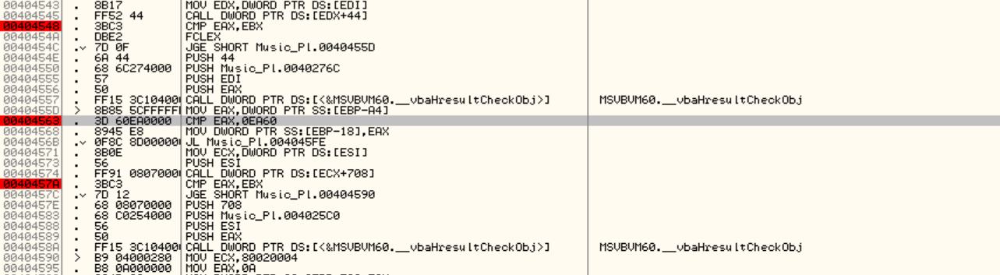 00404543 . 8B17 MOV EDX,DWORD PTR DS:[EDI]
00404545 . FF52 44 CALL DWORD PTR DS:[EDX+44]
00404548 . 3BC3 CMP EAX,EBX
0040454A . DBE2 FCLEX
0040454C .v 7D 0F JGE SHORT Music_Pl.0040455D
0040454E . 6A 44 PUSH 44
00404550 . 68 6C274000 PUSH Music_Pl.0040276C
00404555 . 57 PUSH EDI
00404556 . 50 PUSH EAX
00404557 . FF15 3C10400 CALL DWORD PTR DS:[<&MSVBVM60.__vbaHresultCheckObj>] MSVBVM60.__vbaHresultCheckObj
0040455D > 8B85 5CFFFFF MOV EAX,DWORD PTR SS:[EBP-A4]
00404563 . 3D 60EA0000 CMP EAX,0EA60
00404568 . 8945 E8 MOV DWORD PTR SS:[EBP-18],EAX
0040456B .v 0F8C 8D00000 JL Music_Pl.004045FE
00404571 . 8B0E MOV ECX,DWORD PTR DS:[ESI]
00404573 . 56 PUSH ESI
00404574 . FF91 0807000 CALL DWORD PTR DS:[ECX+708]
0040457A . 3BC3 CMP EAX,EBX
0040457C .v 7D 12 JGE SHORT Music_Pl.00404590
0040457E . 68 08070000 PUSH 708
00404583 . 68 C0254000 PUSH Music_Pl.004025C0
00404588 . 56 PUSH ESI
00404589 . 50 PUSH EAX
0040458A . FF15 3C10400 CALL DWORD PTR DS:[<&MSVBVM60.__vbaHresultCheckObj>] MSVBVM60.__vbaHresultCheckObj
00404590 > B9 04000280 MOV ECX,80020004
00404595 . B8 0A000000 MOV EAX,0A